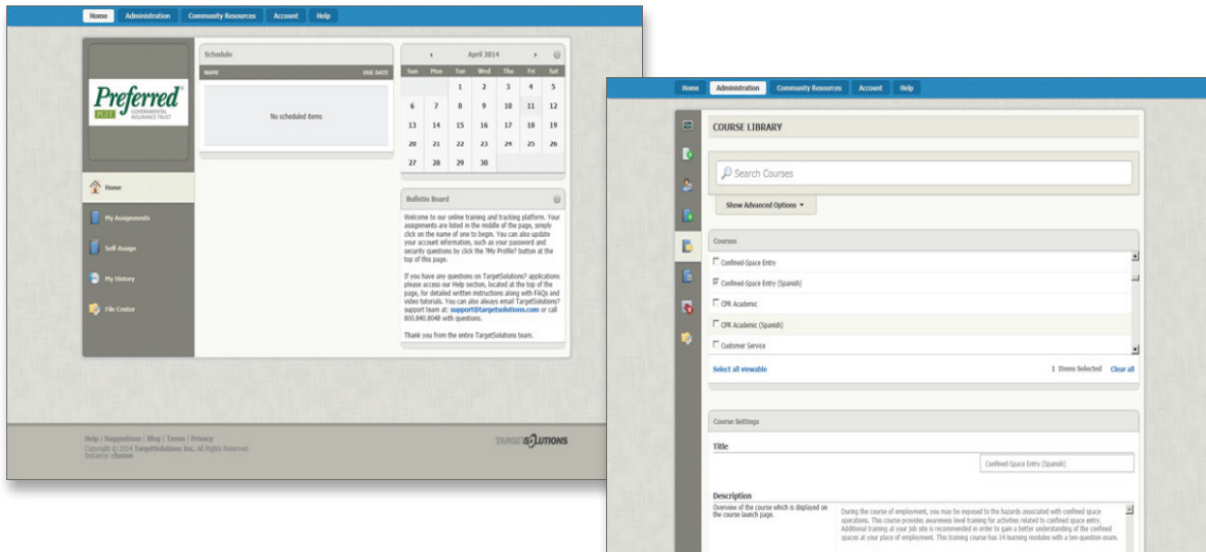 Home Administration Community Resources Account Help
Preferred
PGIT GOVERNMENTAL
INSURANCE TRUST
Home
My Assignments
Self-Assign
My History
File Center
Schedule
NAME DUE DATE
No scheduled items
April 2014
Sun Mon Tue Wed Thu Fri Sat
1 2 3 4 5
6 7 8 9 10 11 12
13 14 15 16 17 18 19
20 21 22 23 24 25 26
27 28 29 30
Bulletin Board
Welcome to our online training and tracking platform. Your
assignments are listed in the middle of the page, simply
click on the name of one to begin. You can also update
your account information, such as your password and
security questions by click the ?My Profile? button at the
top of this page.
If you have any questions on TargetSolutions? applications
please access our Help section, located at the top of the
page, for detailed written instructions along with FAQs and
video tutorials. You can also always email TargetSolutions?
support team at: support@targetsolutions.com or call
800.840.8048 with questions.
Thank you from the entire TargetSolutions team.
Help | Suggestions | Blog | Terms | Privacy
Copyright © 2014 TargetSolutions Inc. All Rights Reserved.
Instance: chusion
TARGETSOLUTIONS
Home Administration Community Resources Account Help
COURSE LIBRARY
Search Courses
Show Advanced Options
Courses
Confined-Space Entry
Confined-Space Entry (Spanish)
CPR Academic
CPR Academic (Spanish)
Customer Service
Select all viewable 1 Items Selected Clear all
Course Settings
Title
Confined-Space Entry (Spanish)
Description
Overview of the course which is displayed on
the course launch page.
During the course of employment, you may be exposed to the hazards associated with confined space
operations. This course provides awareness level training for activities related to confined space entry.
Additional training at your job site is recommended in order to gain a better understanding of the confined
spaces at your place of employment. This training course has 14 learning modules with a ten-question exam.